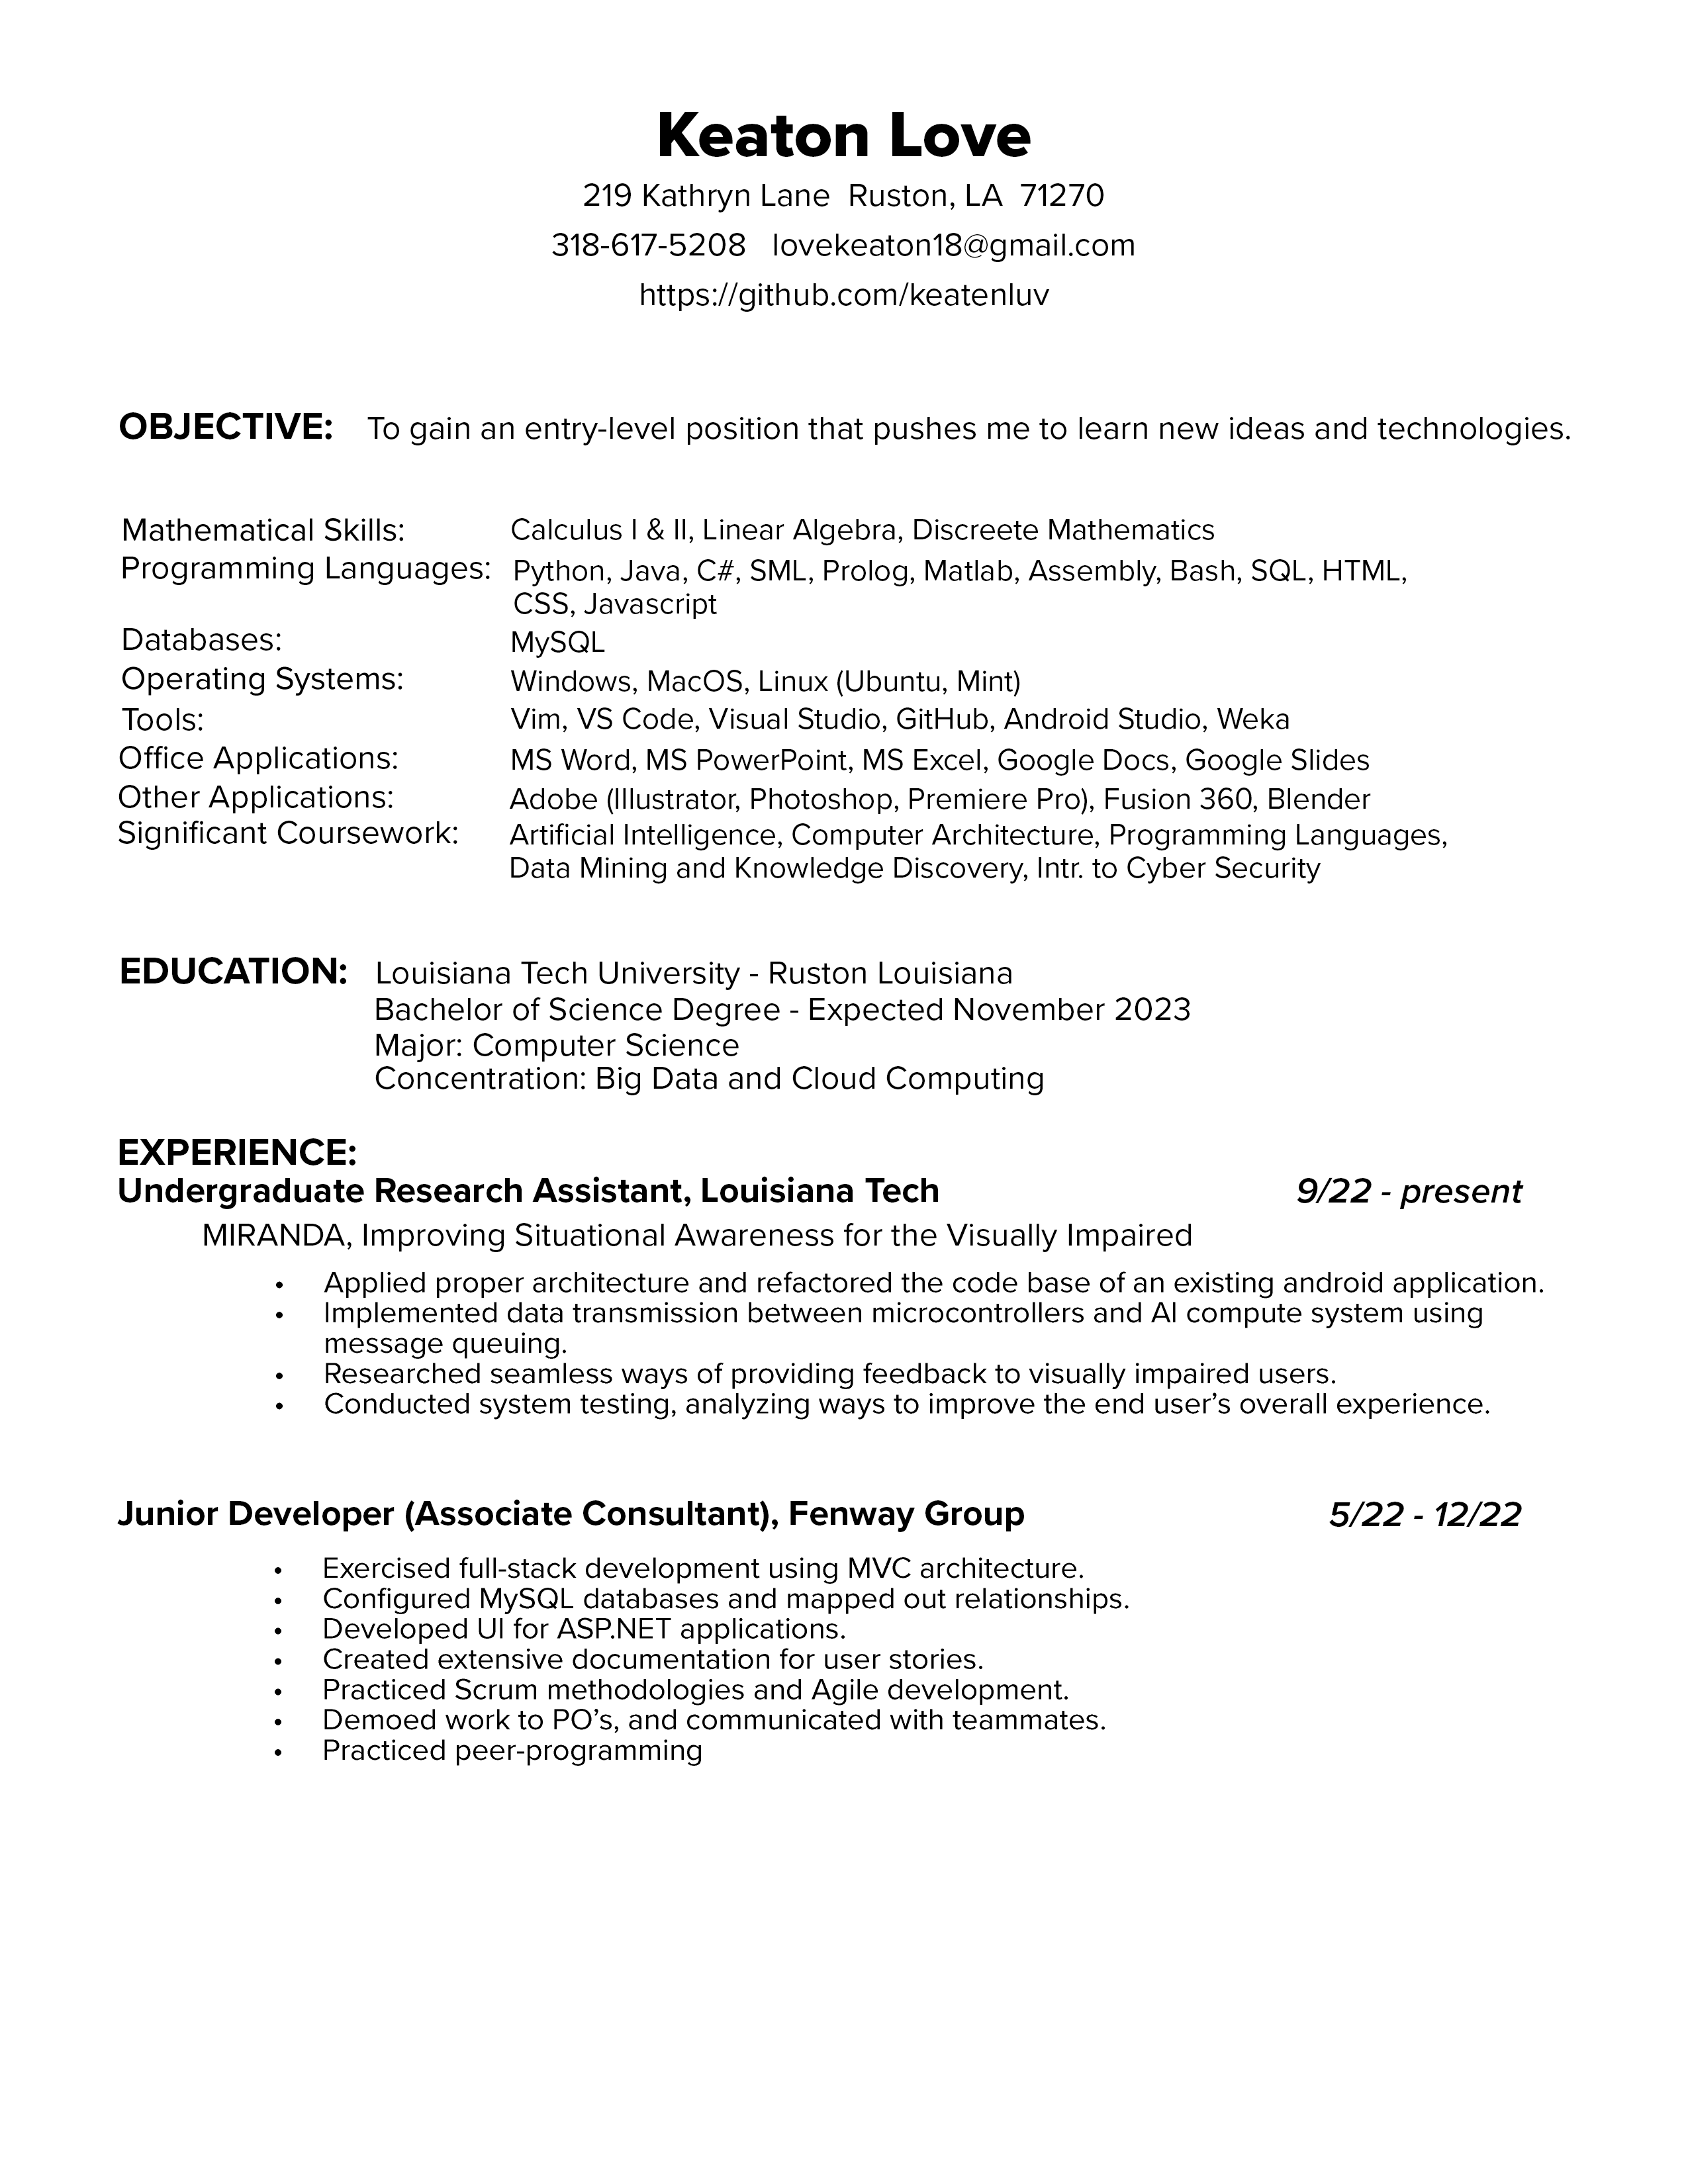 Keaton Love
219 Kathryn Lane  Ruston, LA  71270
318-617-5208   lovekeaton18@gmail.com
https://github.com/keatenluv
OBJECTIVE:   To gain an entry-level position that pushes me to learn new ideas and technologies.
Mathematical Skills: Calculus I & II, Linear Algebra, Discreete Mathematics
Programming Languages: Python, Java, C#, SML, Prolog, Matlab, Assembly, Bash, SQL, HTML,
CSS, Javascript
Databases: MySQL
Operating Systems: Windows, MacOS, Linux (Ubuntu, Mint)
Tools: Vim, VS Code, Visual Studio, GitHub, Android Studio, Weka
Office Applications: MS Word, MS PowerPoint, MS Excel, Google Docs, Google Slides
Other Applications: Adobe (Illustrator, Photoshop, Premiere Pro), Fusion 360, Blender
Significant Coursework: Artificial Intelligence, Computer Architecture, Programming Languages,
Data Mining and Knowledge Discovery, Intr. to Cyber Security
EDUCATION: Louisiana Tech University - Ruston Louisiana
Bachelor of Science Degree - Expected November 2023
Major: Computer Science
Concentration: Big Data and Cloud Computing
EXPERIENCE:
Undergraduate Research Assistant, Louisiana Tech 9/22 - present
MIRANDA, Improving Situational Awareness for the Visually Impaired
• Applied proper architecture and refactored the code base of an existing android application.
• Implemented data transmission between microcontrollers and AI compute system using
message queuing.
• Researched seamless ways of providing feedback to visually impaired users.
• Conducted system testing, analyzing ways to improve the end user’s overall experience.
Junior Developer (Associate Consultant), Fenway Group 5/22 - 12/22
• Exercised full-stack development using MVC architecture.
• Configured MySQL databases and mapped out relationships.
• Developed UI for ASP.NET applications.
• Created extensive documentation for user stories.
• Practiced Scrum methodologies and Agile development.
• Demoed work to PO’s, and communicated with teammates.
• Practiced peer-programming